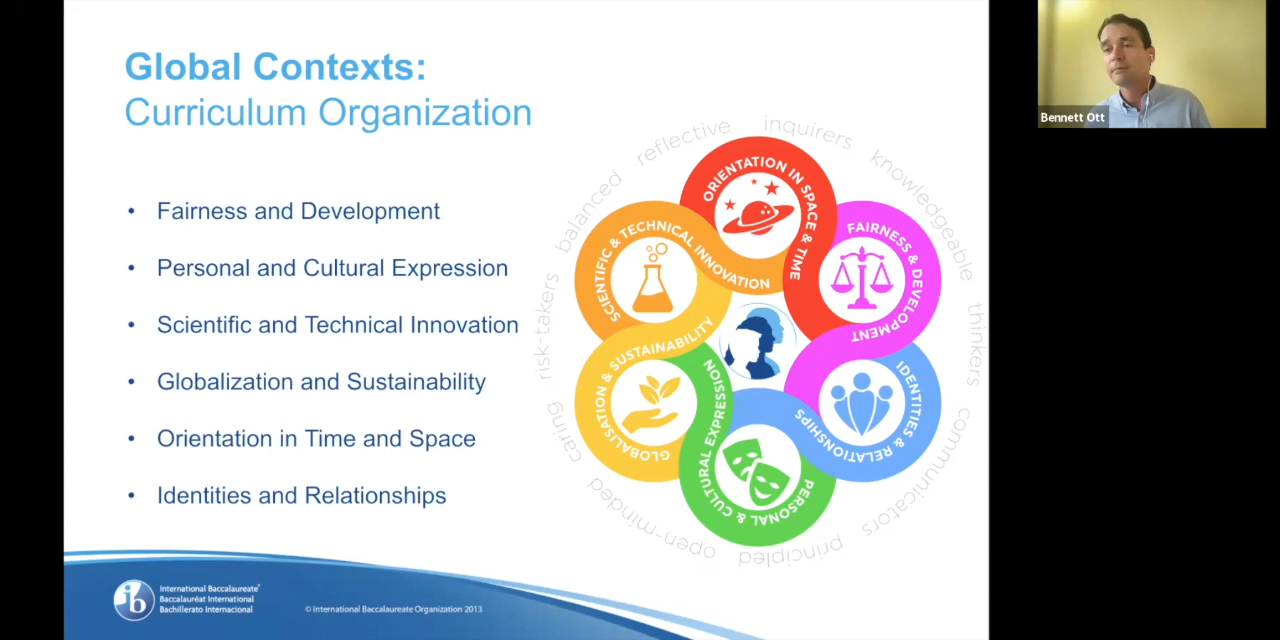 Global Contexts:
Curriculum Organization
• Fairness and Development
• Personal and Cultural Expression
• Scientific and Technical Innovation
• Globalization and Sustainability
• Orientation in Time and Space
• Identities and Relationships
ORIENTATION IN SPACE & TIME
FAIRNESS & DEVELOPMENT
IDENTITIES & RELATIONSHIPS
PERSONAL & CULTURAL EXPRESSION
GLOBALISATION & SUSTAINABILITY
SCIENTIFIC & TECHNICAL INNOVATION
inquirers
knowledgeable
thinkers
communicators
principled
open-minded
caring
risk-takers
balanced
reflective
ib
International Baccalaureate®
Baccalauréat International
Bachillerato Internacional
© International Baccalaureate Organization 2013
Bennett Ott